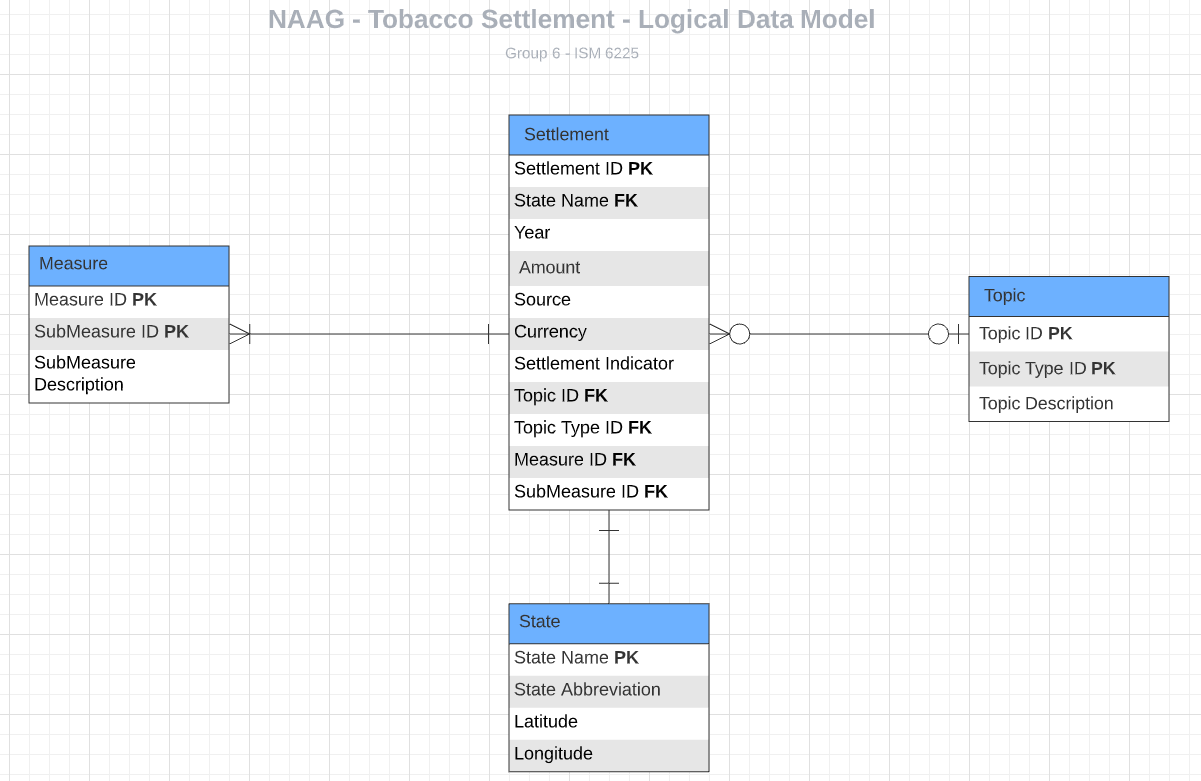 NAAG - Tobacco Settlement - Logical Data Model
Group 6 - ISM 6225
Settlement
Settlement ID PK
State Name FK
Year
Amount
Source
Currency
Settlement Indicator
Topic ID FK
Topic Type ID FK
Measure ID FK
SubMeasure ID FK
Measure
Measure ID PK
SubMeasure ID PK
SubMeasure
Description
Topic
Topic ID PK
Topic Type ID PK
Topic Description
State
State Name PK
State Abbreviation
Latitude
Longitude